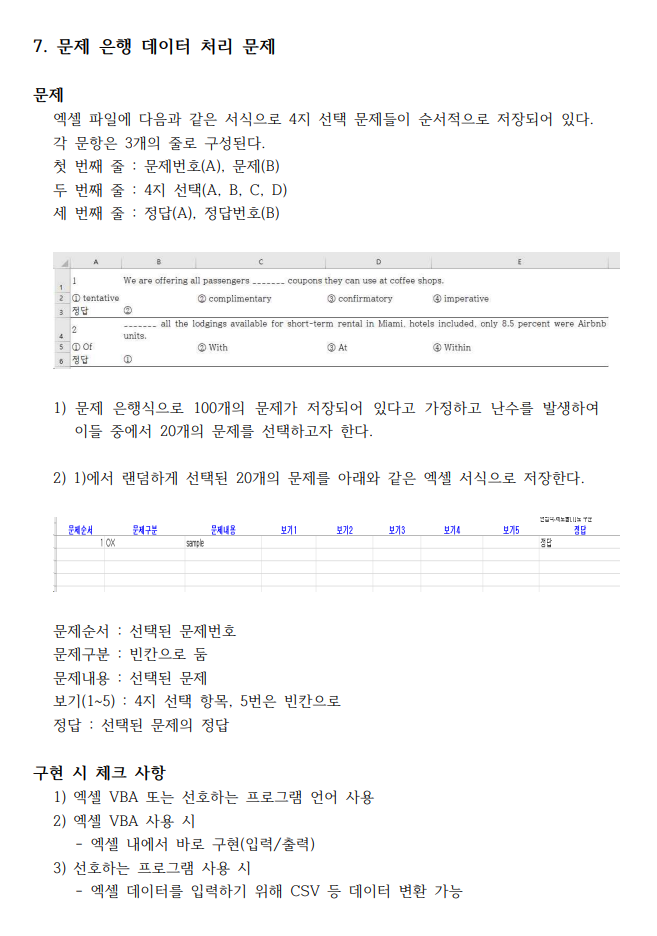 7. 문제 은행 데이터 처리 문제
문제
엑셀 파일에 다음과 같은 서식으로 4지 선택 문제들이 순서적으로 저장되어 있다.
각 문항은 3개의 줄로 구성된다.
첫 번째 줄 : 문제번호(A), 문제(B)
두 번째 줄 : 4지 선택(A, B, C, D)
세 번째 줄 : 정답(A), 정답번호(B)
A B C D E
1 1 We are offering all passengers _______ coupons they can use at coffee shops.
2 ① tentative ② complimentary ③ confirmatory ④ imperative
3 정답 ②
4 2 _______ all the lodgings available for short-term rental in Miami, hotels included, only 8.5 percent were Airbnb
units.
5 ① Of ② With ③ At ④ Within
6 정답 ①
1) 문제 은행식으로 100개의 문제가 저장되어 있다고 가정하고 난수를 발생하여
이들 중에서 20개의 문제를 선택하고자 한다.
2) 1)에서 랜덤하게 선택된 20개의 문제를 아래와 같은 엑셀 서식으로 저장한다.
문제순서 문제구분 문제내용 보기1 보기2 보기3 보기4 보기5 정답
1 OX sample 정답
문제순서 : 선택된 문제번호
문제구분 : 빈칸으로 둠
문제내용 : 선택된 문제
보기(1~5) : 4지 선택 항목, 5번은 빈칸으로
정답 : 선택된 문제의 정답
구현 시 체크 사항
1) 엑셀 VBA 또는 선호하는 프로그램 언어 사용
2) 엑셀 VBA 사용 시
- 엑셀 내에서 바로 구현(입력/출력)
3) 선호하는 프로그램 사용 시
- 엑셀 데이터를 입력하기 위해 CSV 등 데이터 변환 가능